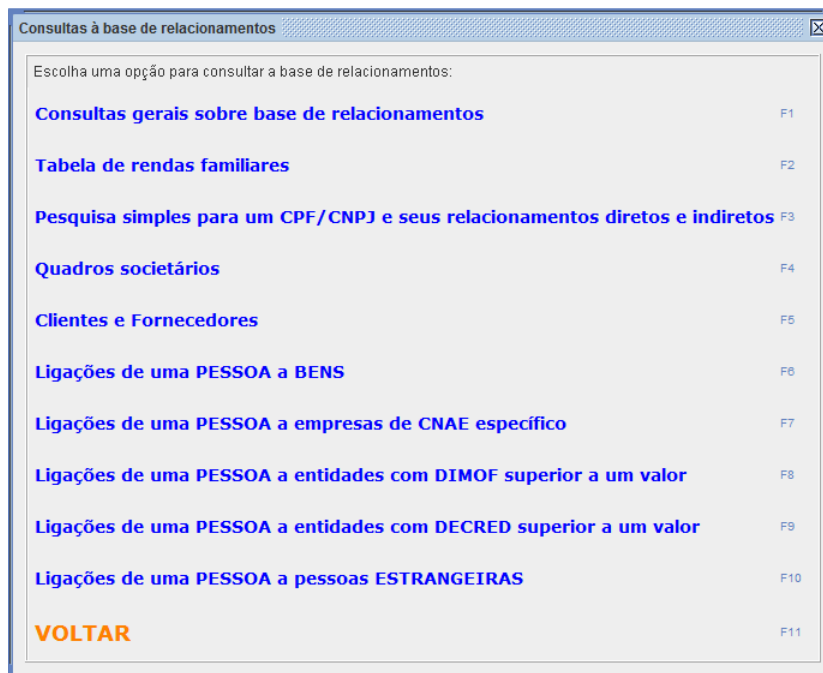 Consultas à base de relacionamentos
Escolha uma opção para consultar a base de relacionamentos:
Consultas gerais sobre base de relacionamentos F1
Tabela de rendas familiares F2
Pesquisa simples para um CPF/CNPJ e seus relacionamentos diretos e indiretos F3
Quadros societários F4
Clientes e Fornecedores F5
Ligações de uma PESSOA a BENS F6
Ligações de uma PESSOA a empresas de CNAE específico F7
Ligações de uma PESSOA a entidades com DIMOF superior a um valor F8
Ligações de uma PESSOA a entidades com DECRED superior a um valor F9
Ligações de uma PESSOA a pessoas ESTRANGEIRAS F10
VOLTAR F11